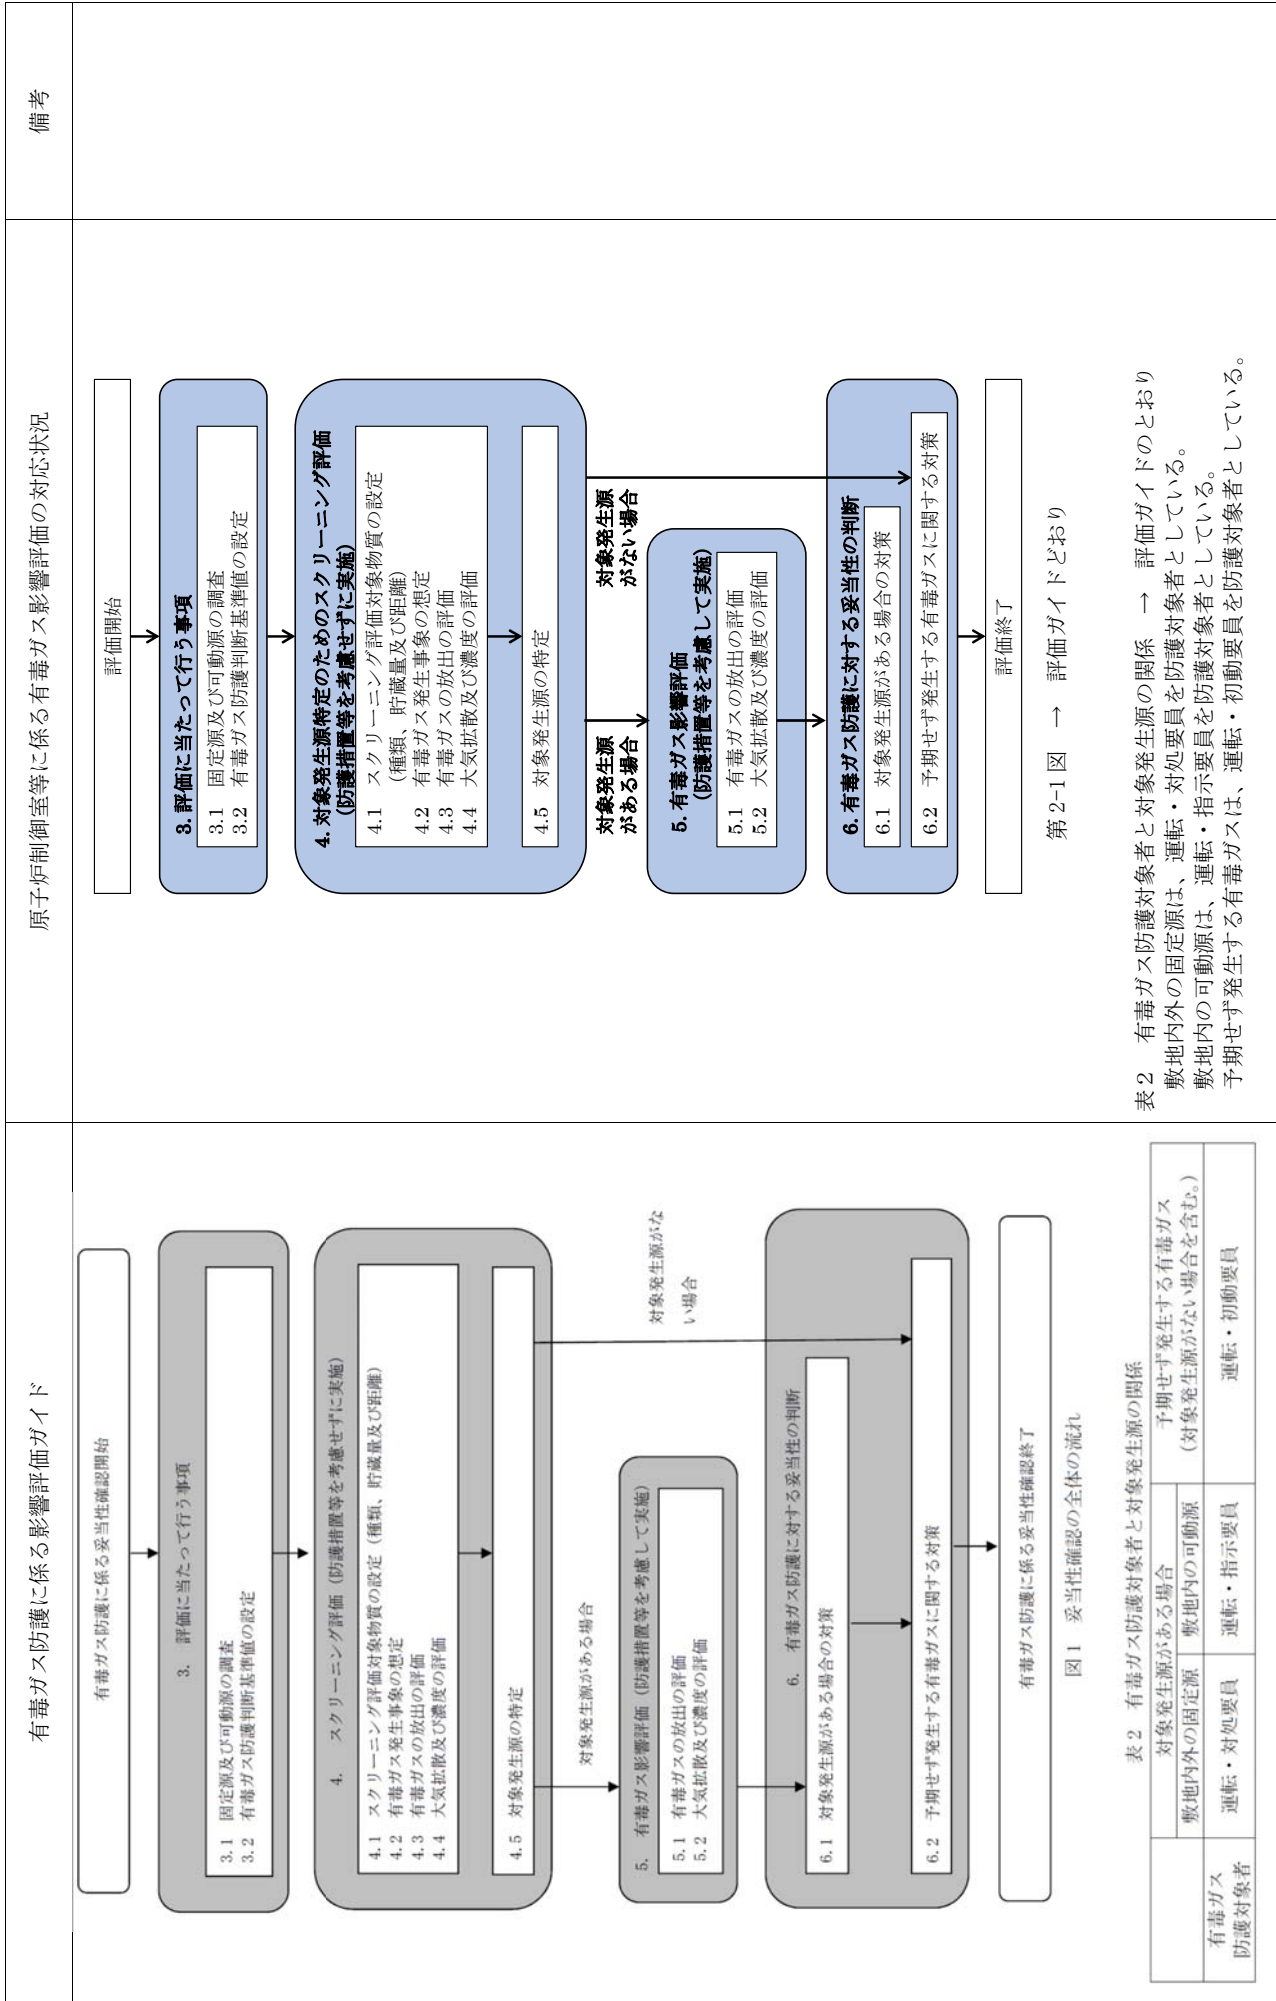 有毒ガス防護に係る影響評価ガイド
有毒ガス防護に係る妥当性確認開始
3. 評価に当たって行う事項
3.1 固定源及び可動源の調査
3.2 有毒ガス防護判断基準値の設定
4. スクリーニング評価（防護措置等を考慮せずに実施）
4.1 スクリーニング評価対象物質の設定（種類、貯蔵量及び距離）
4.2 有毒ガス発生事象の想定
4.3 有毒ガスの放出の評価
4.4 大気拡散及び濃度の評価
4.5 対象発生源の特定
対象発生源がある場合
対象発生源がな
い場合
5. 有毒ガス影響評価（防護措置等を考慮して実施）
5.1 有毒ガスの放出の評価
5.2 大気拡散及び濃度の評価
6. 有毒ガス防護に対する妥当性の判断
6.1 対象発生源がある場合の対策
6.2 予期せず発生する有毒ガスに関する対策
有毒ガス防護に係る妥当性確認終了
図1 妥当性確認の全体の流れ
表2 有毒ガス防護対象者と対象発生源の関係
対象発生源がある場合
予期せず発生する有毒ガス
（対象発生源がない場合を含む。）
敷地内外の固定源
敷地内の可動源
有毒ガス
防護対象者
運転・対処要員
運転・指示要員
運転・初動要員
原子炉制御室等に係る有毒ガス影響評価の対応状況
評価開始
3. 評価に当たって行う事項
3.1 固定源及び可動源の調査
3.2 有毒ガス防護判断基準値の設定
4. 対象発生源特定のためのスクリーニング評価
（防護措置等を考慮せずに実施）
4.1 スクリーニング評価対象物質の設定
（種類、貯蔵量及び距離）
4.2 有毒ガス発生事象の想定
4.3 有毒ガスの放出の評価
4.4 大気拡散及び濃度の評価
4.5 対象発生源の特定
対象発生源
がある場合
対象発生源
がない場合
5. 有毒ガス影響評価
（防護措置等を考慮して実施）
5.1 有毒ガスの放出の評価
5.2 大気拡散及び濃度の評価
6. 有毒ガス防護に対する妥当性の判断
6.1 対象発生源がある場合の対策
6.2 予期せず発生する有毒ガスに関する対策
評価終了
第2-1図 → 評価ガイドどおり
表2 有毒ガス防護対象者と対象発生源の関係 → 評価ガイドのとおり
敷地内外の固定源は、運転・対処要員を防護対象者としている。
敷地内の可動源は、運転・指示要員を防護対象者としている。
予期せず発生する有毒ガスは、運転・初動要員を防護対象者としている。
備考